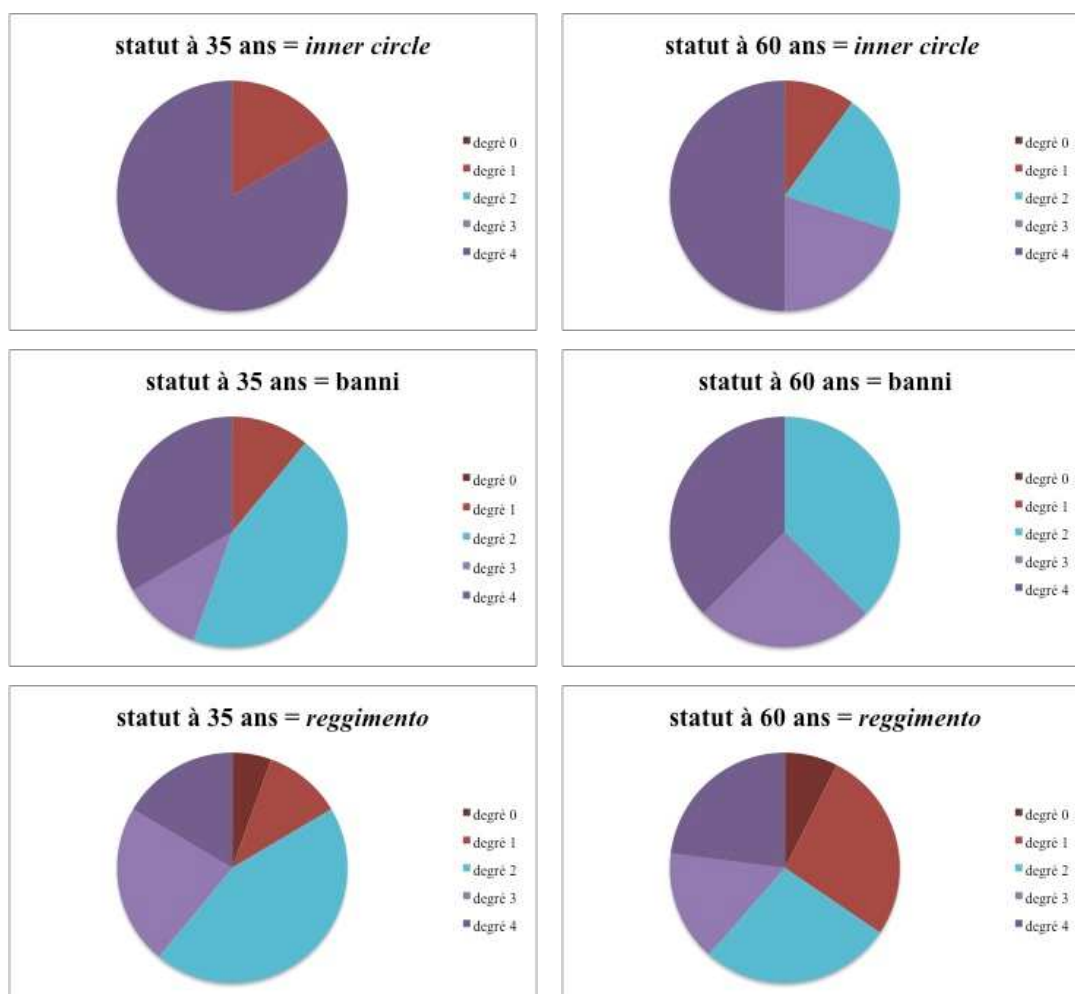 statut à 35 ans = inner circle
degré 0
degré 1
degré 2
degré 3
degré 4
statut à 60 ans = inner circle
degré 0
degré 1
degré 2
degré 3
degré 4
statut à 35 ans = banni
degré 0
degré 1
degré 2
degré 3
degré 4
statut à 60 ans = banni
degré 0
degré 1
degré 2
degré 3
degré 4
statut à 35 ans = reggimento
degré 0
degré 1
degré 2
degré 3
degré 4
statut à 60 ans = reggimento
degré 0
degré 1
degré 2
degré 3
degré 4